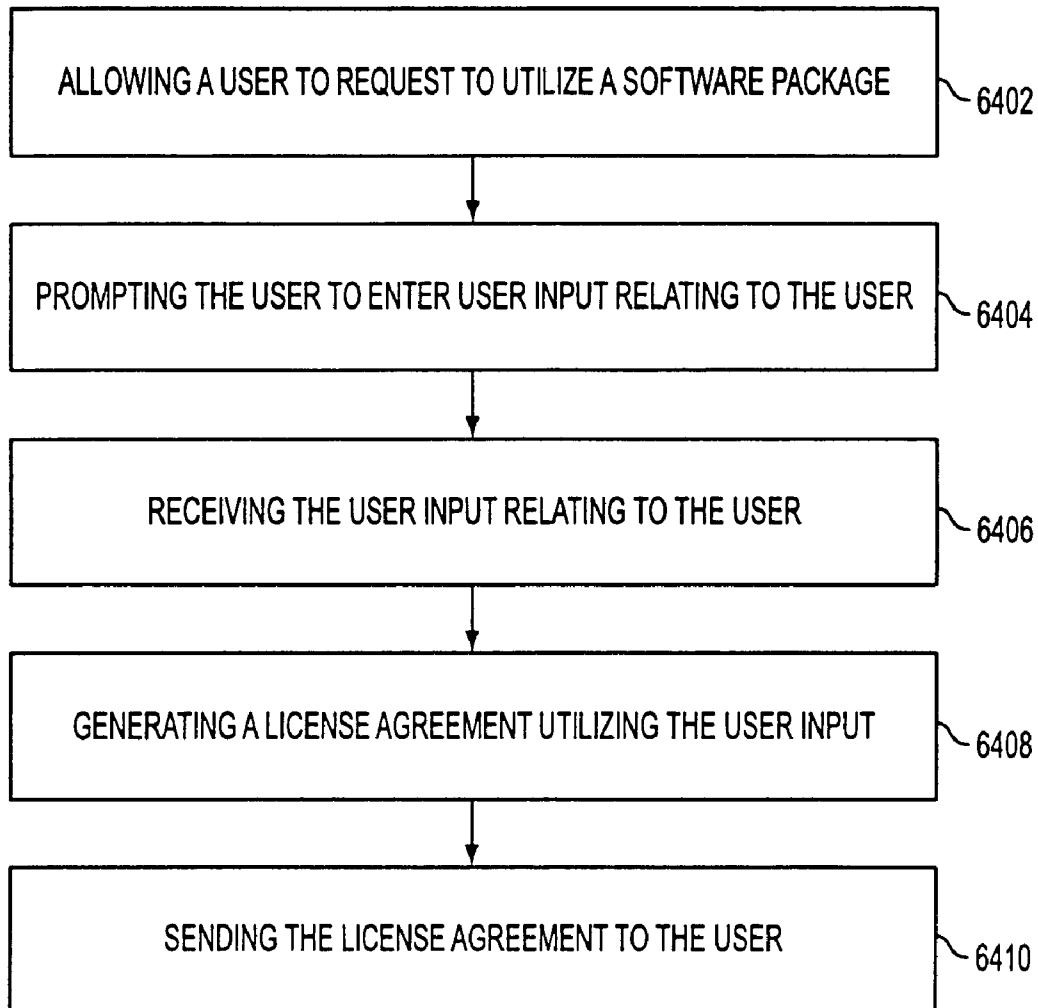 ALLOWING A USER TO REQUEST TO UTILIZE A SOFTWARE PACKAGE
6402
PROMPTING THE USER TO ENTER USER INPUT RELATING TO THE USER
6404
RECEIVING THE USER INPUT RELATING TO THE USER
6406
GENERATING A LICENSE AGREEMENT UTILIZING THE USER INPUT
6408
SENDING THE LICENSE AGREEMENT TO THE USER
6410